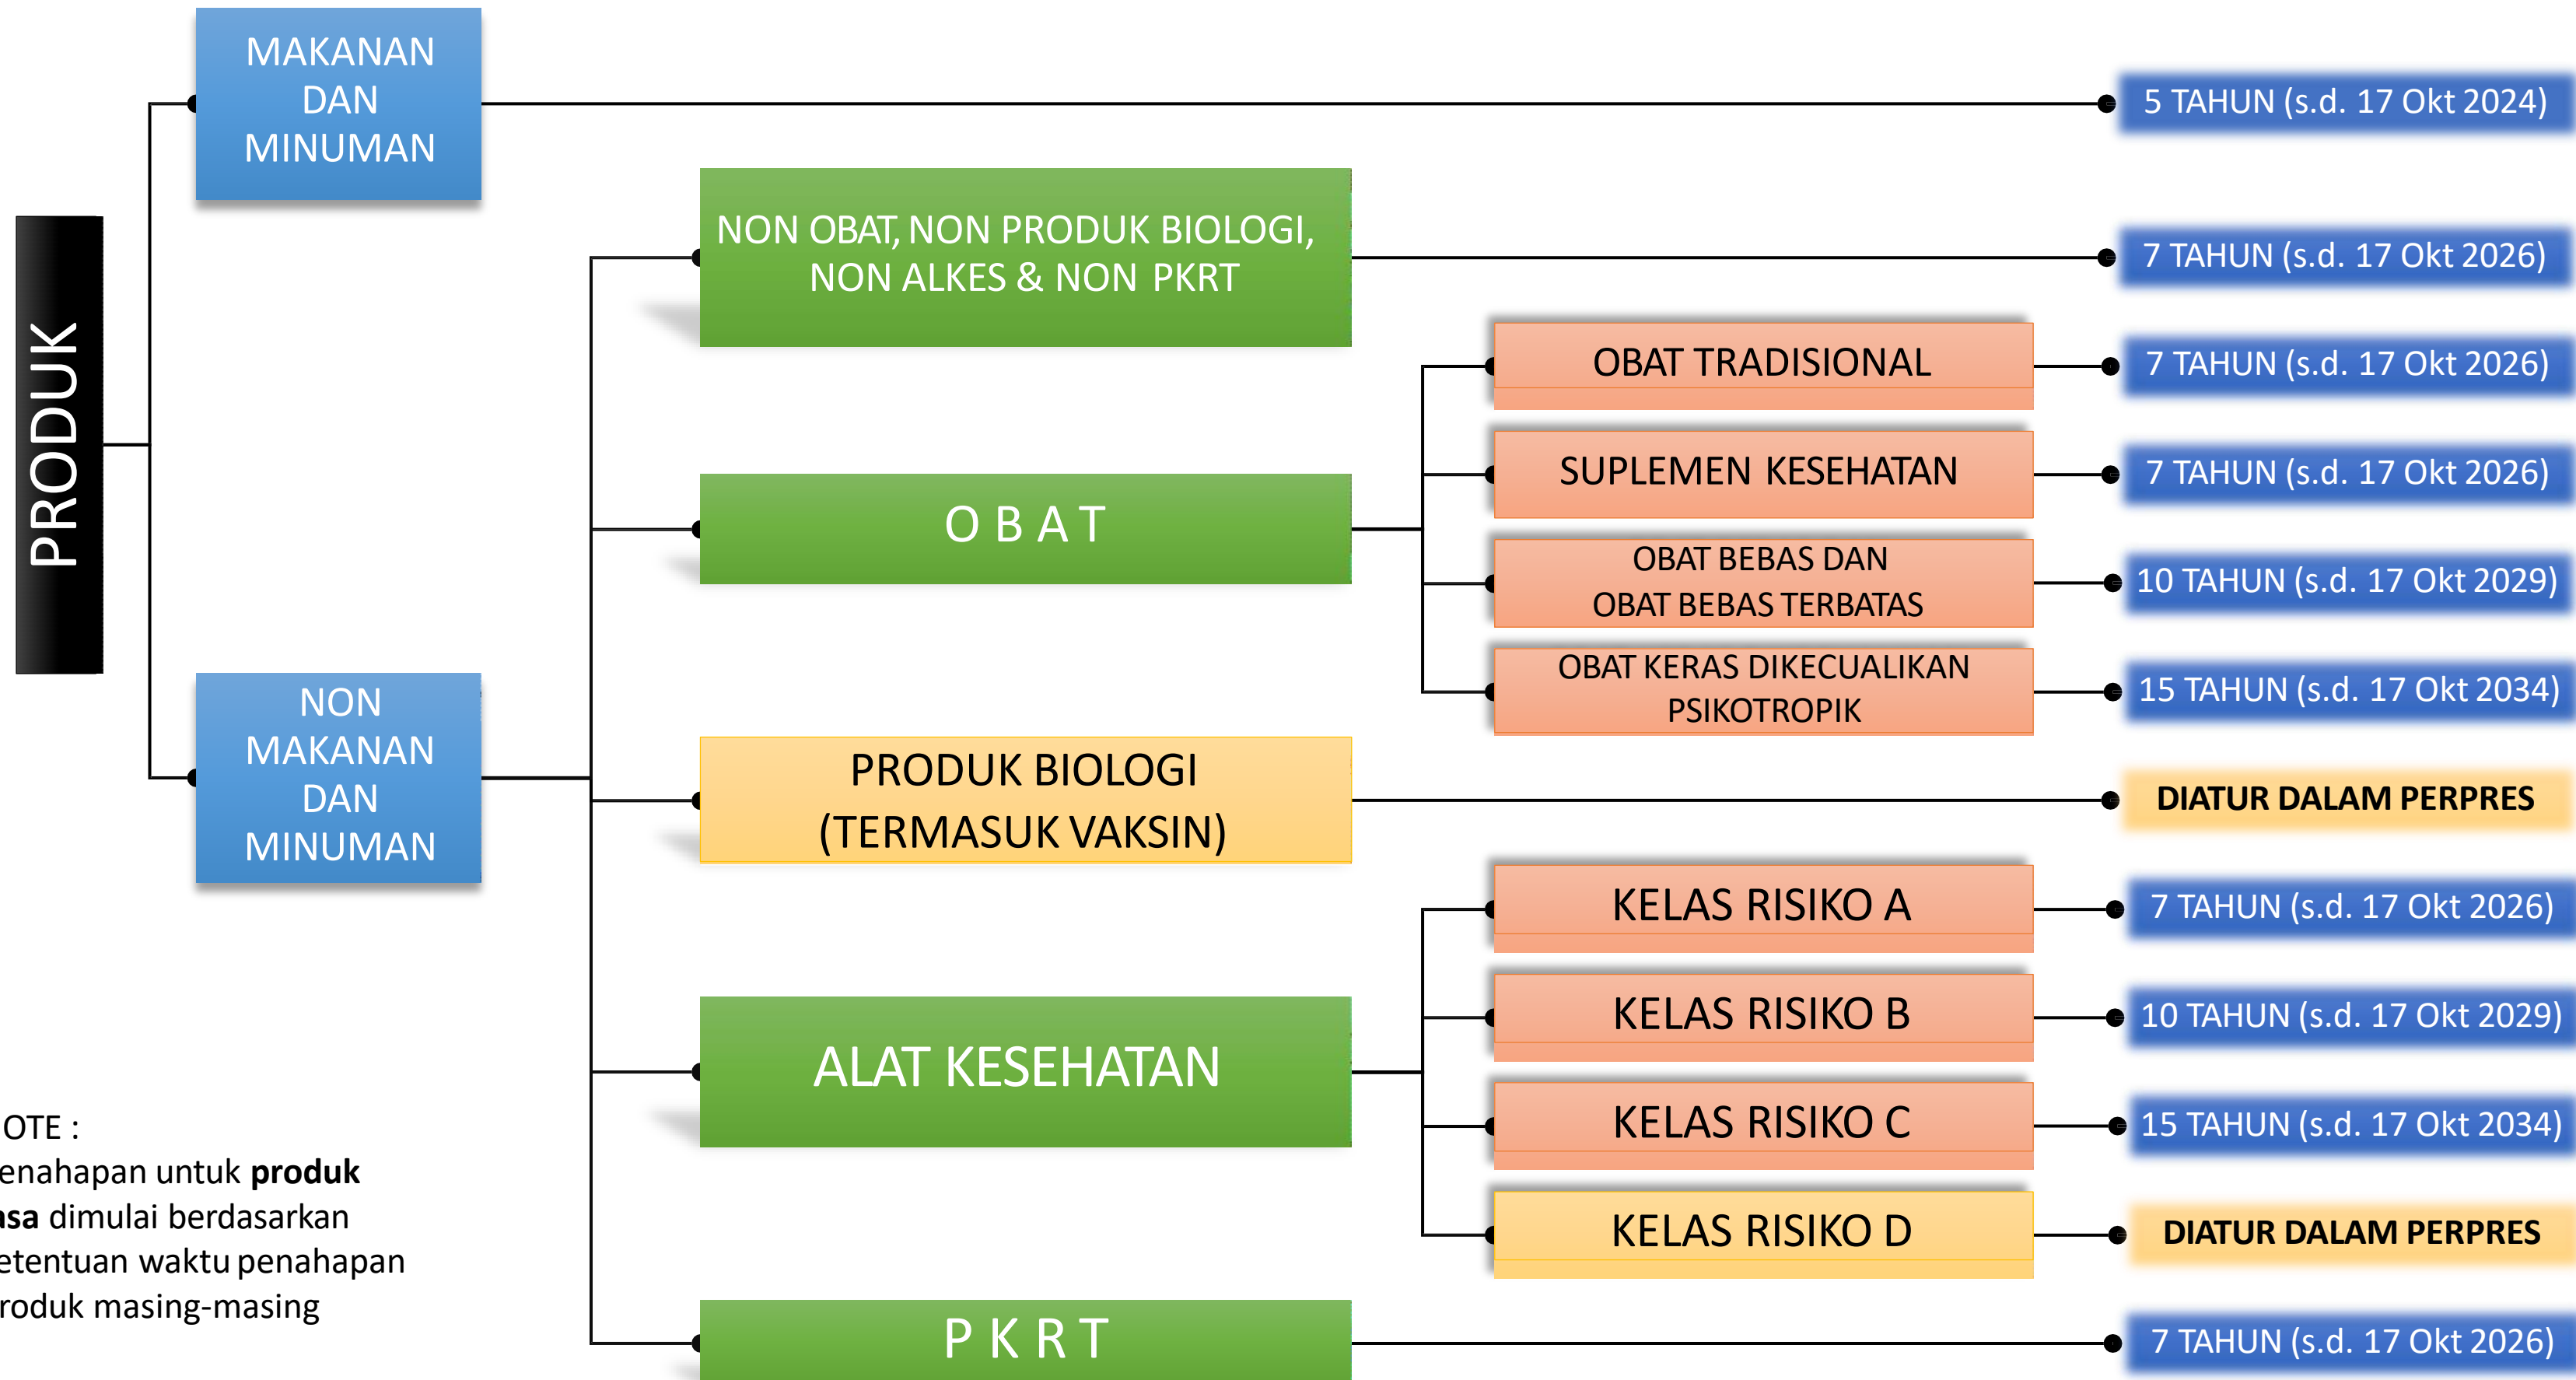 PRODUK
MAKANAN
DAN
MINUMAN
5 TAHUN (s.d. 17 Okt 2024)
NON OBAT, NON PRODUK BIOLOGI,
NON ALKES & NON PKRT
7 TAHUN (s.d. 17 Okt 2026)
O B A T
OBAT TRADISIONAL
7 TAHUN (s.d. 17 Okt 2026)
SUPLEMEN KESEHATAN
7 TAHUN (s.d. 17 Okt 2026)
OBAT BEBAS DAN
OBAT BEBAS TERBATAS
10 TAHUN (s.d. 17 Okt 2029)
OBAT KERAS DIKECUALIKAN
PSIKOTROPIK
15 TAHUN (s.d. 17 Okt 2034)
NON
MAKANAN
DAN
MINUMAN
PRODUK BIOLOGI
(TERMASUK VAKSIN)
DIATUR DALAM PERPRES
ALAT KESEHATAN
KELAS RISIKO A
7 TAHUN (s.d. 17 Okt 2026)
KELAS RISIKO B
10 TAHUN (s.d. 17 Okt 2029)
KELAS RISIKO C
15 TAHUN (s.d. 17 Okt 2034)
KELAS RISIKO D
DIATUR DALAM PERPRES
P K R T
7 TAHUN (s.d. 17 Okt 2026)
OTE :
enahapan untuk produk
asa dimulai berdasarkan
etentuan waktu penahapan
roduk masing-masing